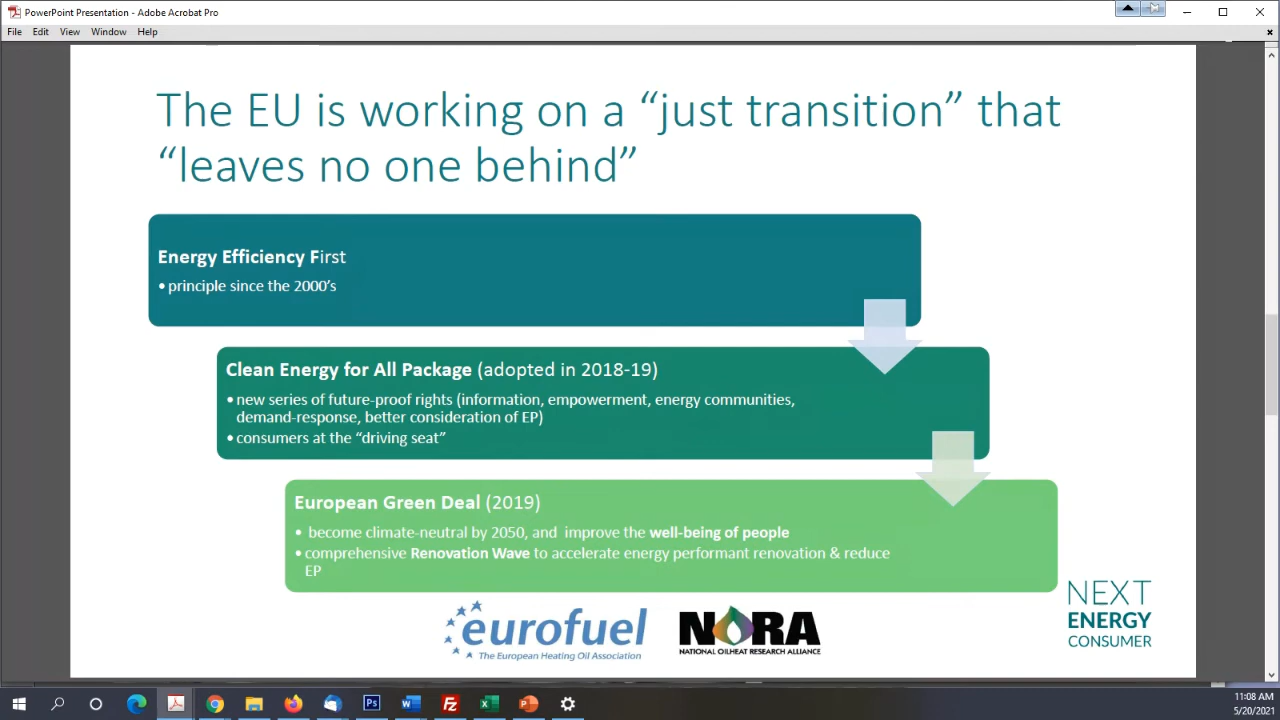 PowerPoint Presentation - Adobe Acrobat Pro
File Edit View Window Help
The EU is working on a “just transition” that
“leaves no one behind”
Energy Efficiency First
• principle since the 2000’s
Clean Energy for All Package (adopted in 2018-19)
• new series of future-proof rights (information, empowerment, energy communities,
demand-response, better consideration of EP)
• consumers at the “driving seat”
European Green Deal (2019)
• become climate-neutral by 2050, and improve the well-being of people
• comprehensive Renovation Wave to accelerate energy performant renovation & reduce
EP
eurofuel
The European Heating Oil Association
NORA
NATIONAL OILHEAT RESEARCH ALLIANCE
NEXT
ENERGY
CONSUMER
Ps W Fz X P
11:08 AM
5/20/2021